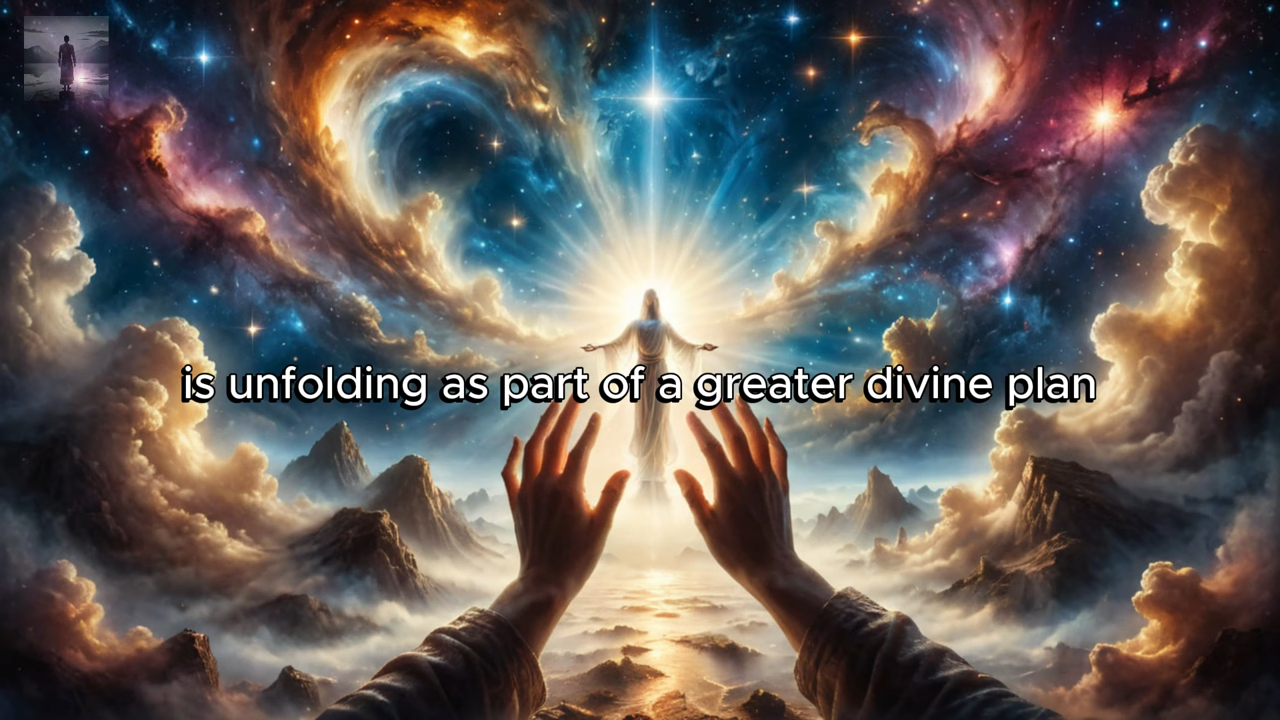 is unfolding as part of a greater divine plan